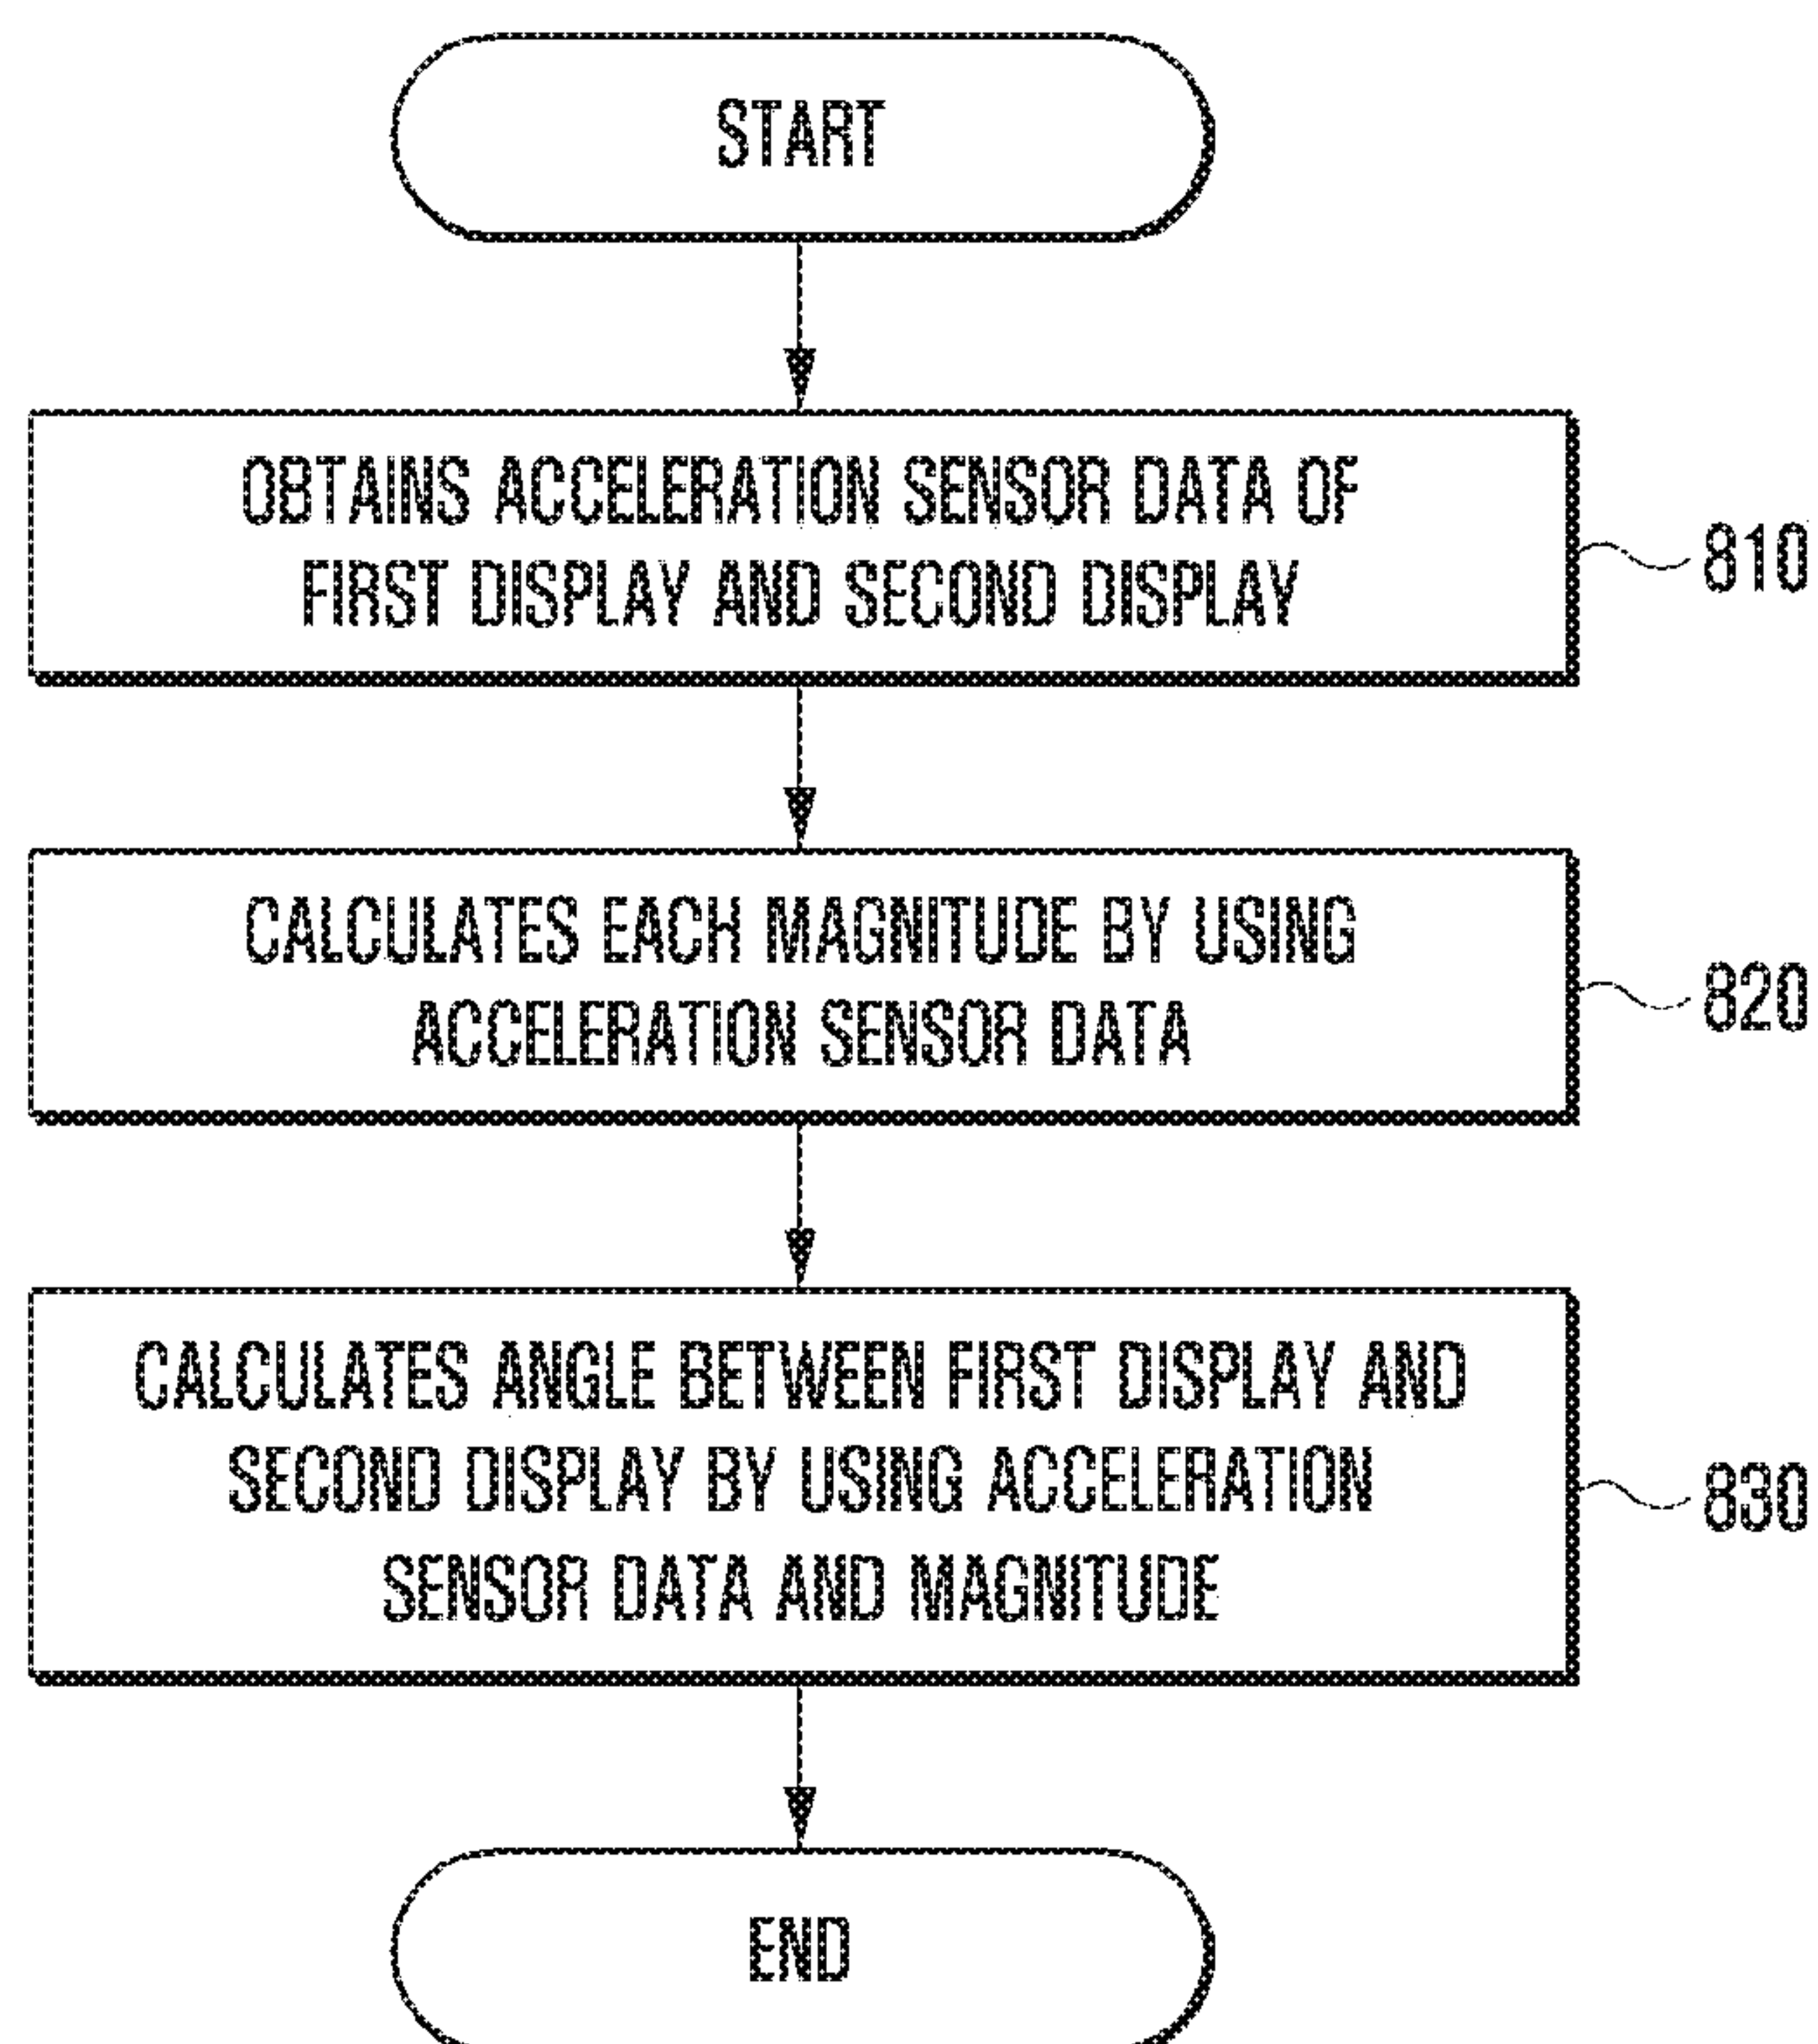 START
OBTAINS ACCELERATION SENSOR DATA OF
FIRST DISPLAY AND SECOND DISPLAY
810
CALCULATES EACH MAGNITUDE BY USING
ACCELERATION SENSOR DATA
820
CALCULATES ANGLE BETWEEN FIRST DISPLAY AND
SECOND DISPLAY BY USING ACCELERATION
SENSOR DATA AND MAGNITUDE
830
END